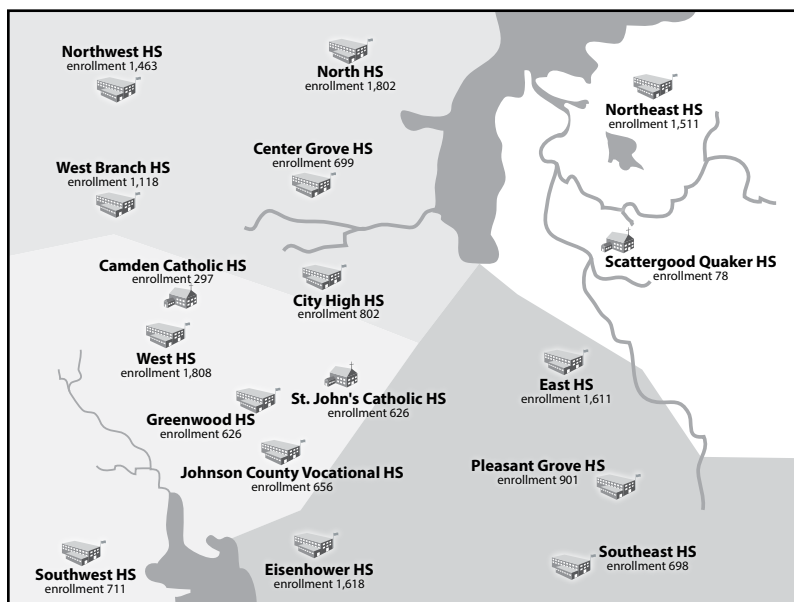 Northwest HS
enrollment 1,463
North HS
enrollment 1,802
Northeast HS
enrollment 1,511
Center Grove HS
enrollment 699
West Branch HS
enrollment 1,118
Scattergood Quaker HS
enrollment 78
Camden Catholic HS
enrollment 297
City High HS
enrollment 802
West HS
enrollment 1,808
East HS
enrollment 1,611
St. John's Catholic HS
enrollment 626
Greenwood HS
enrollment 626
Johnson County Vocational HS
enrollment 656
Pleasant Grove HS
enrollment 901
Southwest HS
enrollment 711
Eisenhower HS
enrollment 1,618
Southeast HS
enrollment 698